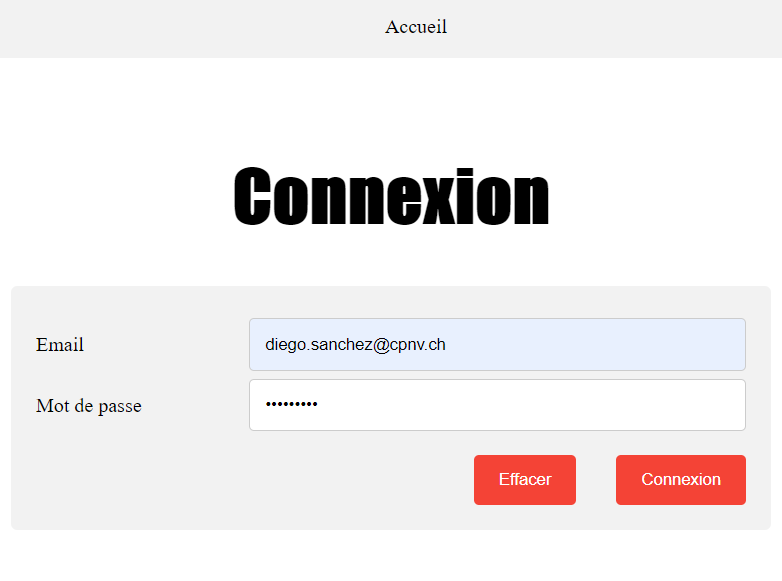 Accueil
Connexion
Email
diego.sanchez@cpnv.ch
Mot de passe
•••••••••
Effacer Connexion